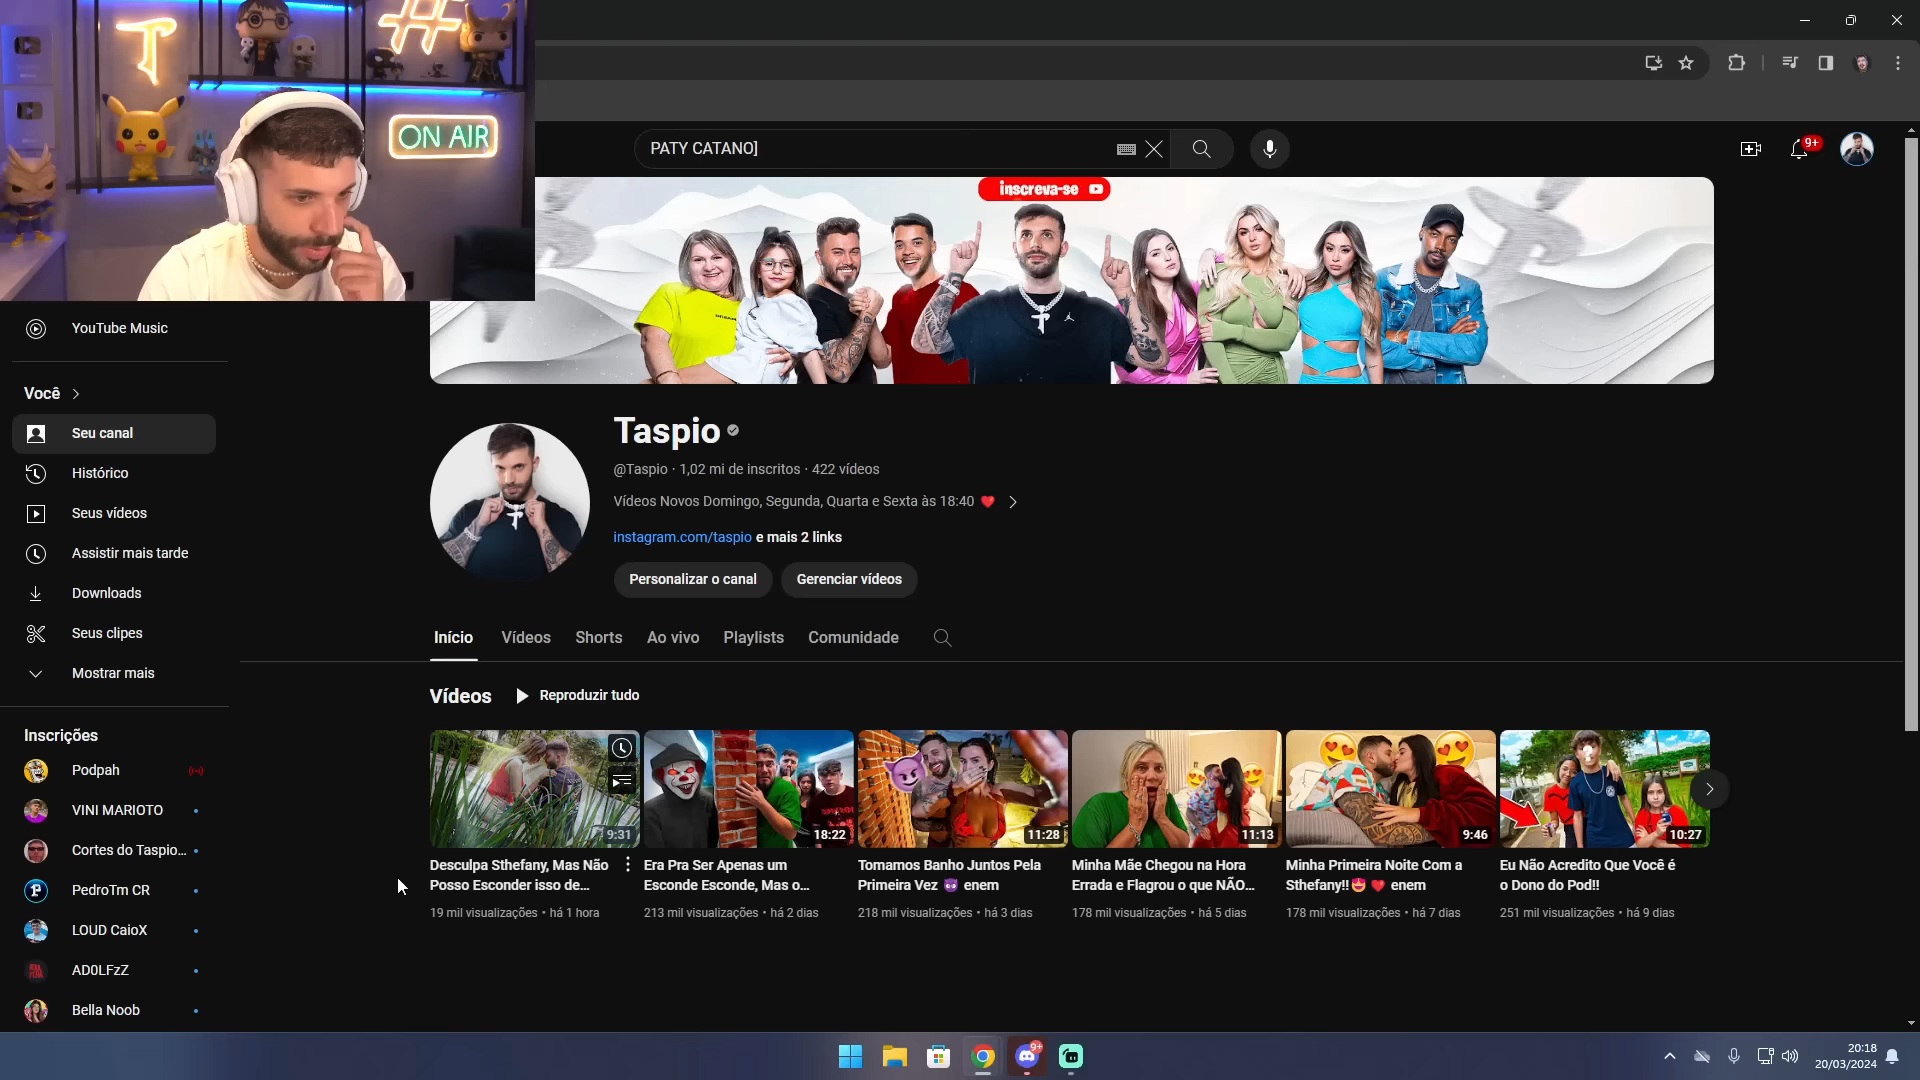 T
#
ON AIR
PATY CATANO]
9+
inscreva-se
YouTube Music
Você
Seu canal
Histórico
Seus vídeos
Assistir mais tarde
Downloads
Seus clipes
Mostrar mais
Inscrições
Podpah
VINI MARIOTO
Cortes do Taspio...
PedroTm CR
LOUD CaioX
AD0LFzZ
Bella Noob
Taspio
@Taspio · 1,02 mi de inscritos · 422 vídeos
Vídeos Novos Domingo, Segunda, Quarta e Sexta às 18:40 ❤️
instagram.com/taspio e mais 2 links
Personalizar o canal
Gerenciar vídeos
Início Vídeos Shorts Ao vivo Playlists Comunidade
Vídeos
Reproduzir tudo
9:31
Desculpa Sthefany, Mas Não
Posso Esconder isso de...
19 mil visualizações • há 1 hora
18:22
Era Pra Ser Apenas um
Esconde Esconde, Mas o...
213 mil visualizações • há 2 dias
11:28
Tomamos Banho Juntos Pela
Primeira Vez 😈 enem
218 mil visualizações • há 3 dias
11:13
Minha Mãe Chegou na Hora
Errada e Flagrou o que NÃO...
178 mil visualizações • há 5 dias
9:46
Minha Primeira Noite Com a
Sthefany!!😍 ❤️ enem
178 mil visualizações • há 7 dias
10:27
Eu Não Acredito Que Você é
o Dono do Pod!!
251 mil visualizações • há 9 dias
9+
20:18
20/03/2024